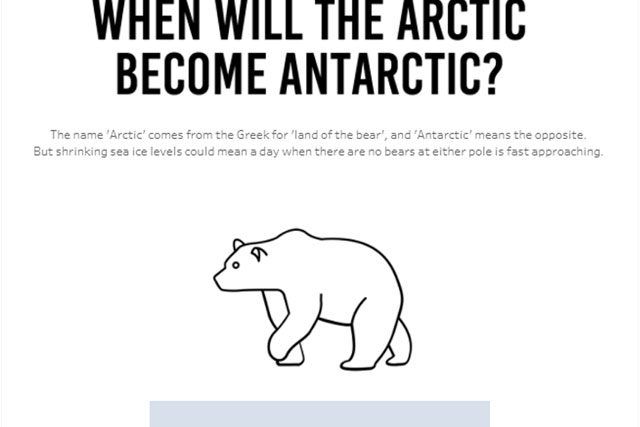 WHEN WILL THE ARCTIC
BECOME ANTARCTIC?
The name 'Arctic' comes from the Greek for 'land of the bear', and 'Antarctic' means the opposite.
But shrinking sea ice levels could mean a day when there are no bears at either pole is fast approaching.